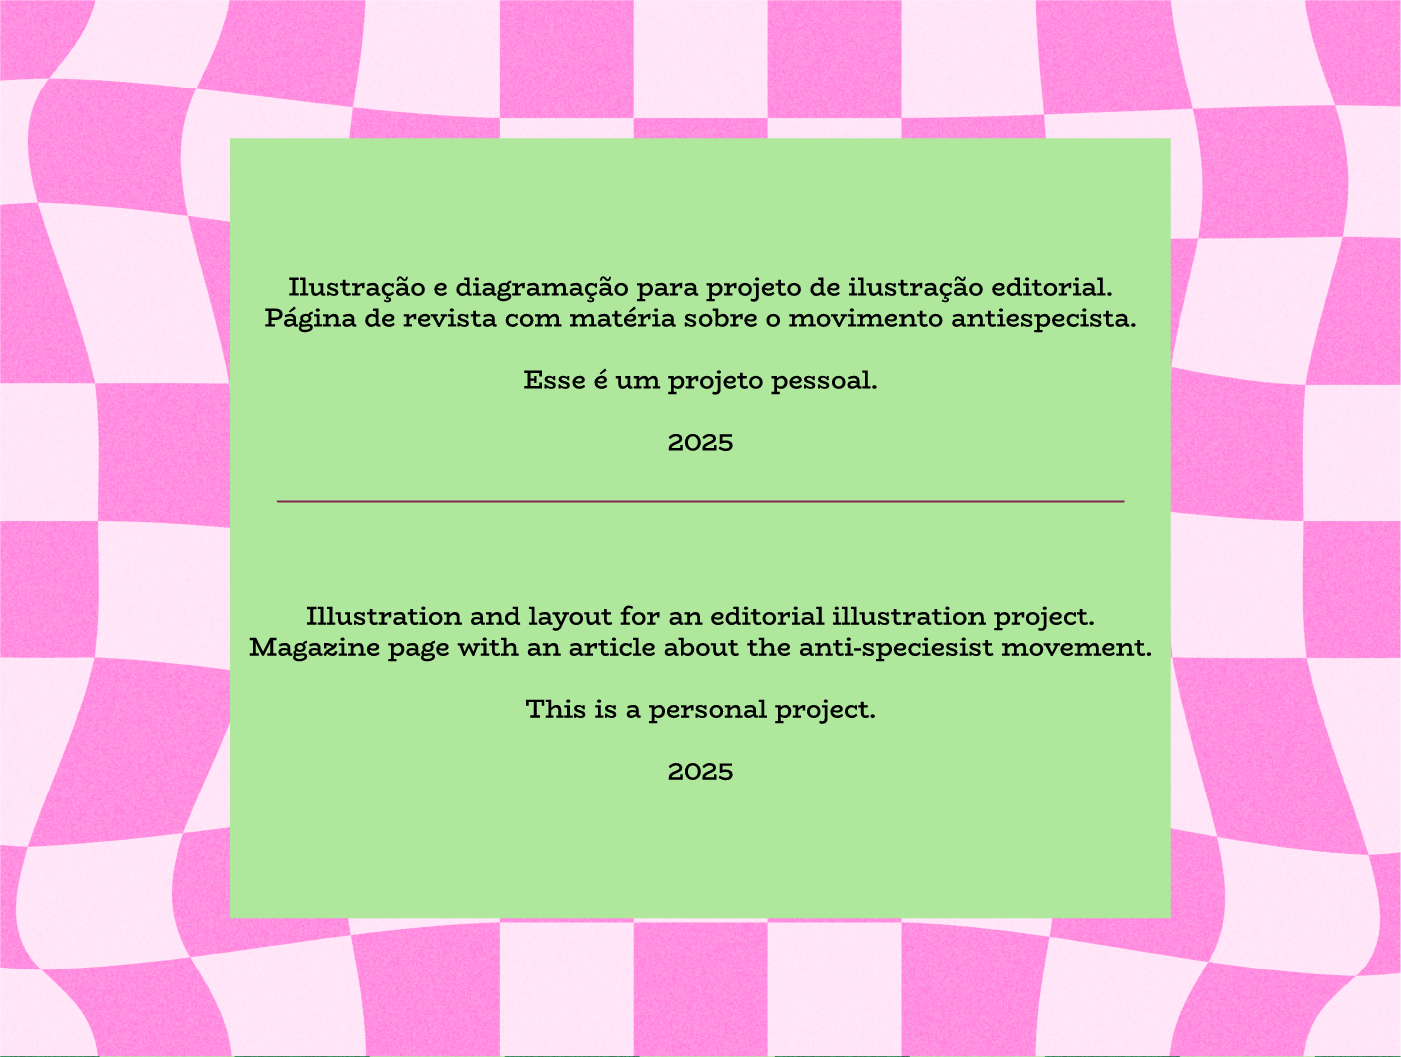 Ilustração e diagramação para projeto de ilustração editorial.
Página de revista com matéria sobre o movimento antiespecista.
Esse é um projeto pessoal.
2025
Illustration and layout for an editorial illustration project.
Magazine page with an article about the anti-speciesist movement.
This is a personal project.
2025